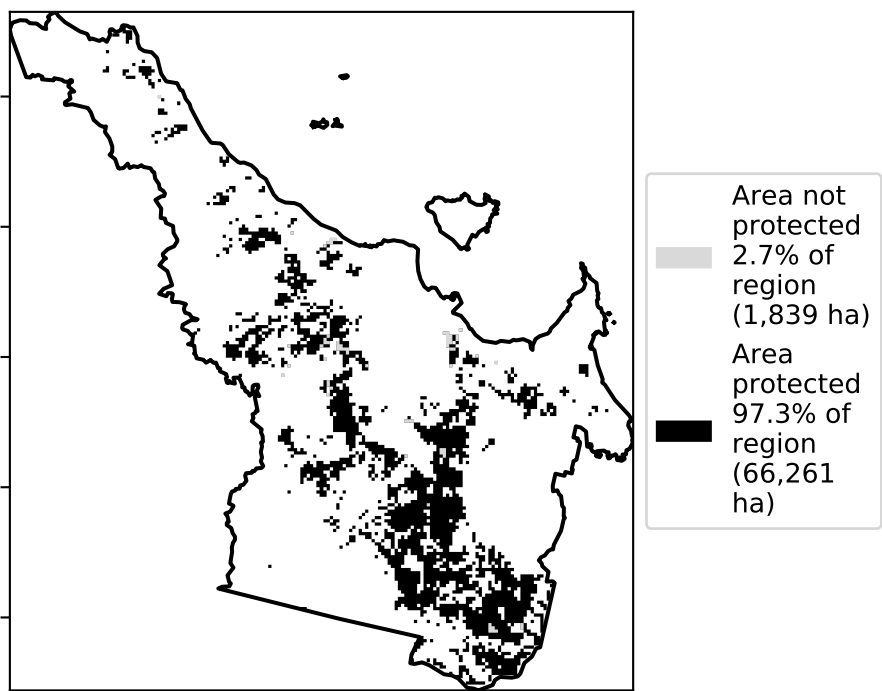 Area not
protected
2.7% of
region
(1,839 ha)
Area
protected
97.3% of
region
(66,261
ha)